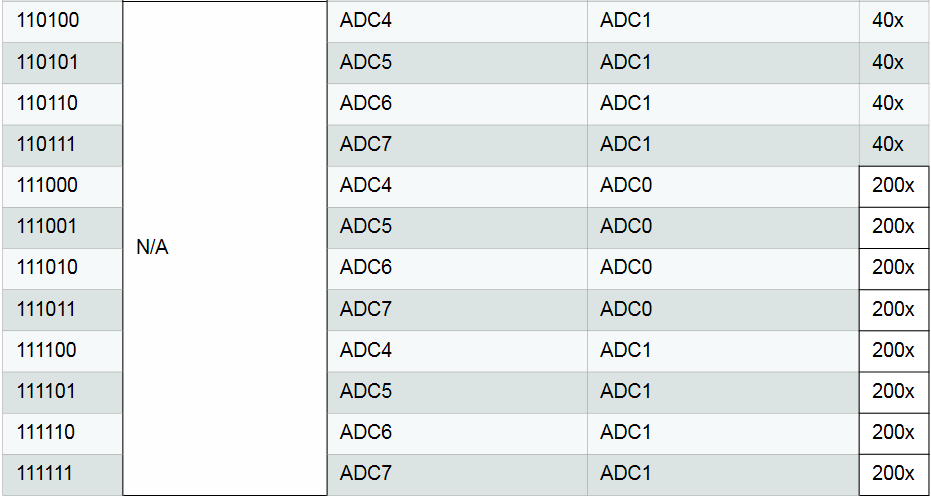 110100 ADC4 ADC1 40x
110101 ADC5 ADC1 40x
110110 ADC6 ADC1 40x
110111 ADC7 ADC1 40x
111000 ADC4 ADC0 200x
111001 ADC5 ADC0 200x
N/A
111010 ADC6 ADC0 200x
111011 ADC7 ADC0 200x
111100 ADC4 ADC1 200x
111101 ADC5 ADC1 200x
111110 ADC6 ADC1 200x
111111 ADC7 ADC1 200x